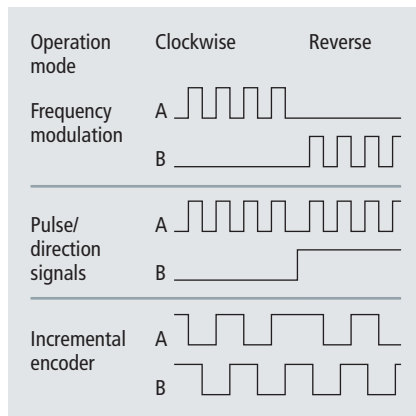 Operation mode Clockwise Reverse
Frequency modulation
A
B
Pulse/
direction
signals
A
B
Incremental
encoder
A
B